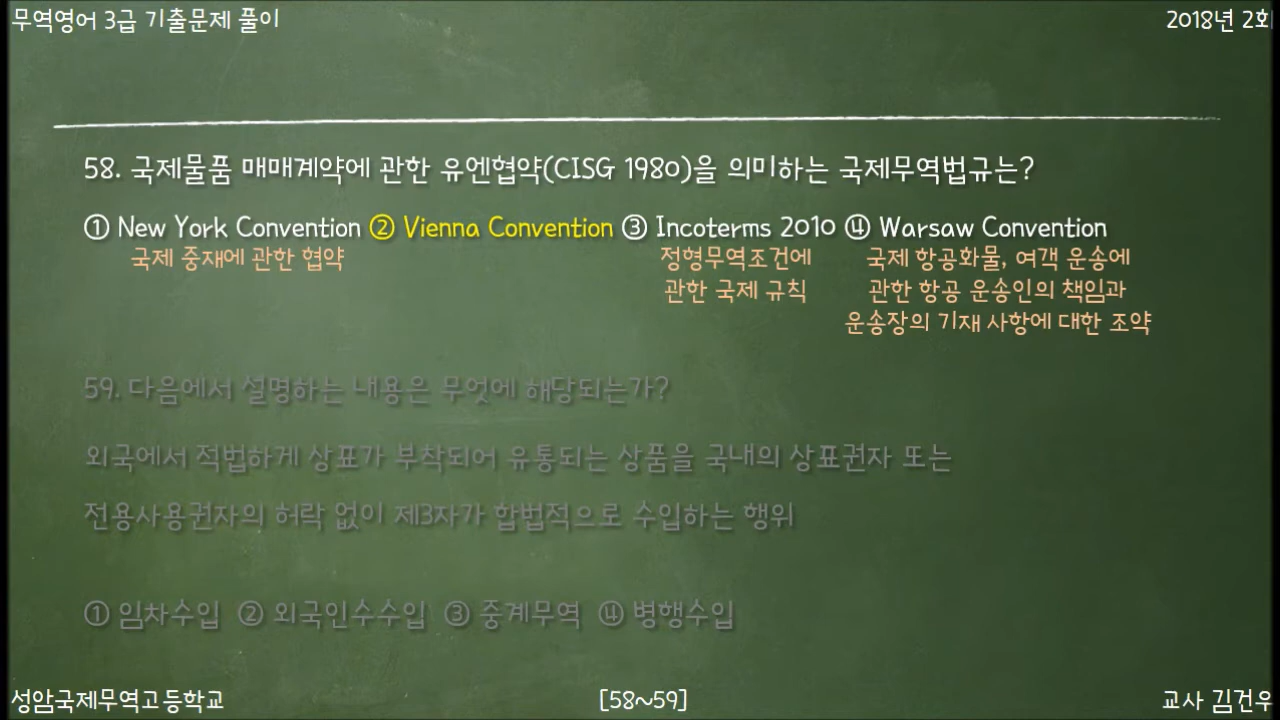 무역영어 3급 기출문제 풀이
2018년 2회
58. 국제물품 매매계약에 관한 유엔협약(CISG 1980)을 의미하는 국제무역법규는?
① New York Convention ② Vienna Convention ③ Incoterms 2010 ④ Warsaw Convention
국제 중재에 관한 협약
정형무역조건에
관한 국제 규칙
국제 항공화물, 여객 운송에
관한 항공 운송인의 책임과
운송장의 기재 사항에 대한 조약
59. 다음에서 설명하는 내용은 무엇에 해당되는가?
외국에서 적법하게 상표가 부착되어 유통되는 상품을 국내의 상표권자 또는
전용사용권자의 허락 없이 제3자가 합법적으로 수입하는 행위
① 임차수입 ② 외국인수수입 ③ 중계무역 ④ 병행수입
성암국제무역고등학교
[58~59]
교사 김건우